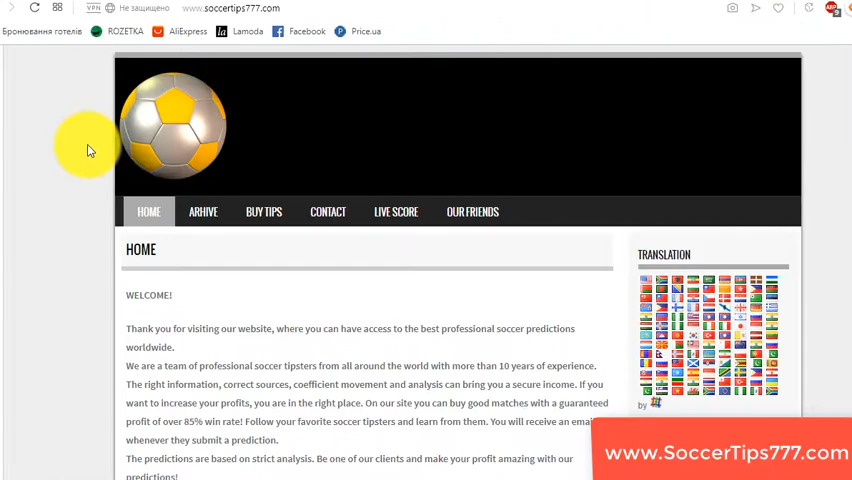 VPN Не защищено www.soccertips777.com
Бронювання готелів ROZETKA AliExpress la Lamoda Facebook P Price.ua
ABP 9
HOME ARHIVE BUY TIPS CONTACT LIVE SCORE OUR FRIENDS
HOME
TRANSLATION
WELCOME!
Thank you for visiting our website, where you can have access to the best professional soccer predictions
worldwide.
We are a team of professional soccer tipsters from all around the world with more than 10 years of experience.
The right information, correct sources, coefficient movement and analysis can bring you a secure income. If you
want to increase your profits, you are in the right place. On our site you can buy good matches with a guaranteed
profit of over 85% win rate! Follow your favorite soccer tipsters and learn from them. You will receive an email
whenever they submit a prediction.
The predictions are based on strict analysis. Be one of our clients and make your profit amazing with our
predictions!
by
www.SoccerTips777.com